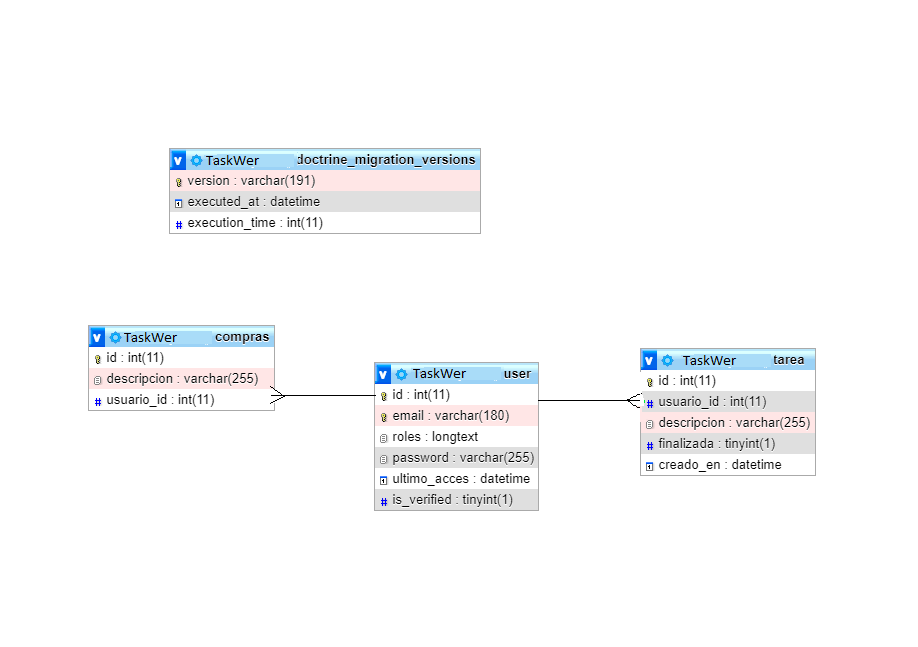 v TaskWer doctrine_migration_versions
version : varchar(191)
executed_at : datetime
# execution_time : int(11)
v TaskWer compras
id : int(11)
descripcion : varchar(255)
# usuario_id : int(11)
v TaskWer user
id : int(11)
email : varchar(180)
roles : longtext
password : varchar(255)
ultimo_acces : datetime
# is_verified : tinyint(1)
v TaskWer tarea
id : int(11)
# usuario_id : int(11)
descripcion : varchar(255)
# finalizada : tinyint(1)
creado_en : datetime